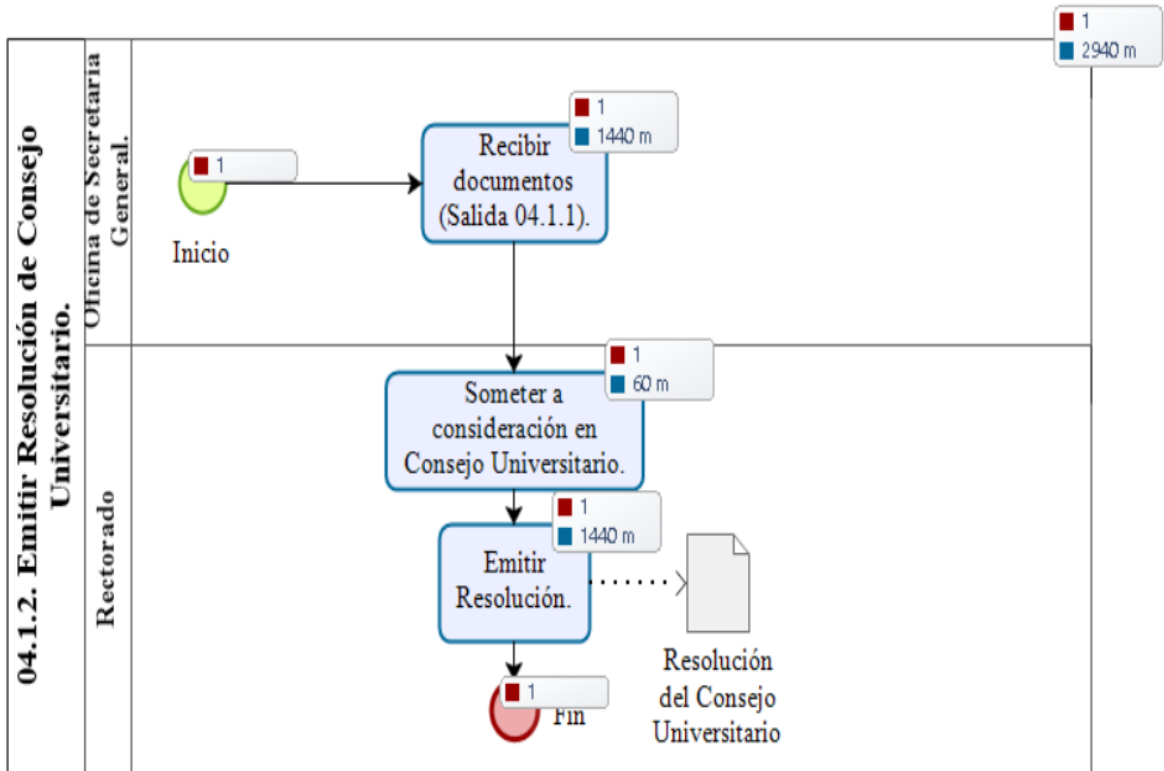 04.1.2. Emitir Resolución de Consejo
Universitario.
Oficina de Secretaria
General.
1
2940 m
1
Inicio
1
1440 m
Recibir
documentos
(Salida 04.1.1).
Rectorado
1
60 m
Someter a
consideración en
Consejo Universitario.
1
1440 m
Emitir
Resolución.
Resolución
del Consejo
Universitario
1
Fin